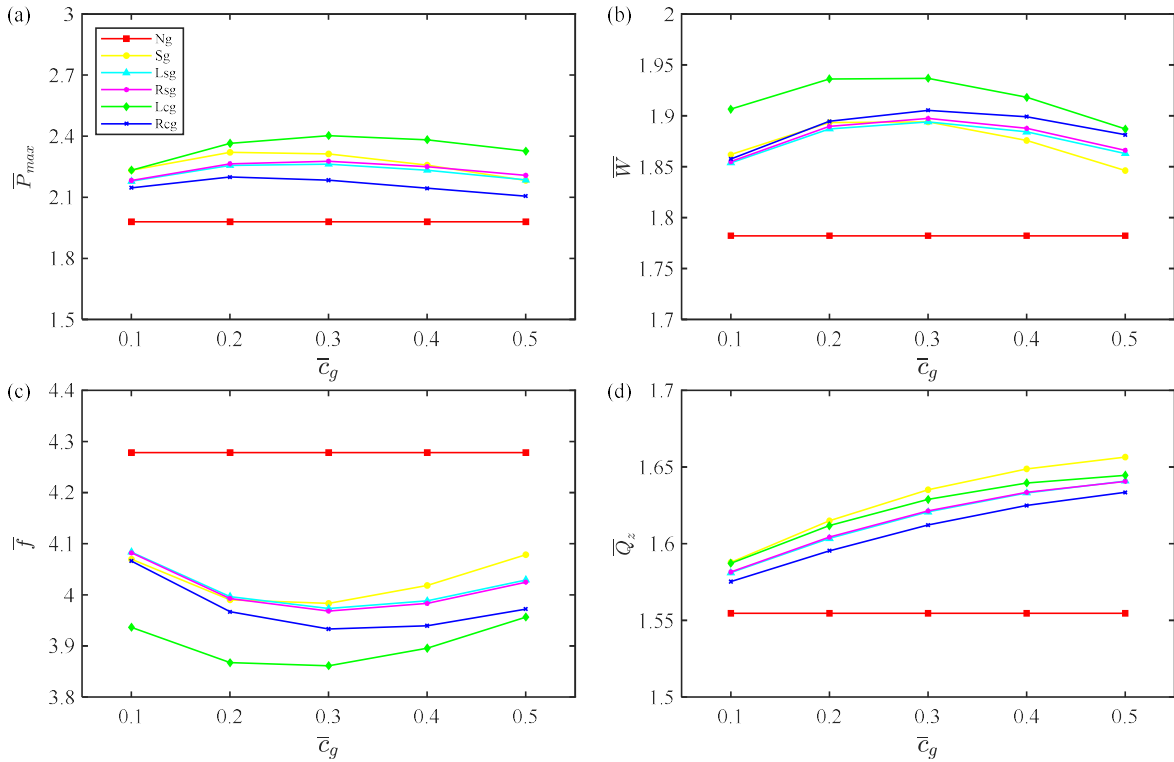 (a)
3
2.7
2.4
2.1
1.8
1.5
P̅max
Ng
Sg
Lsg
Rsg
Lcg
Rcg
0.1 0.2 0.3 0.4 0.5
c̅g
(b)
2
1.95
1.9
1.85
1.8
1.75
1.7
W̅
0.1 0.2 0.3 0.4 0.5
c̅g
(c)
4.4
4.3
4.2
4.1
4
3.9
3.8
f̅
0.1 0.2 0.3 0.4 0.5
c̅g
(d)
1.7
1.65
1.6
1.55
1.5
Q̅z
0.1 0.2 0.3 0.4 0.5
c̅g